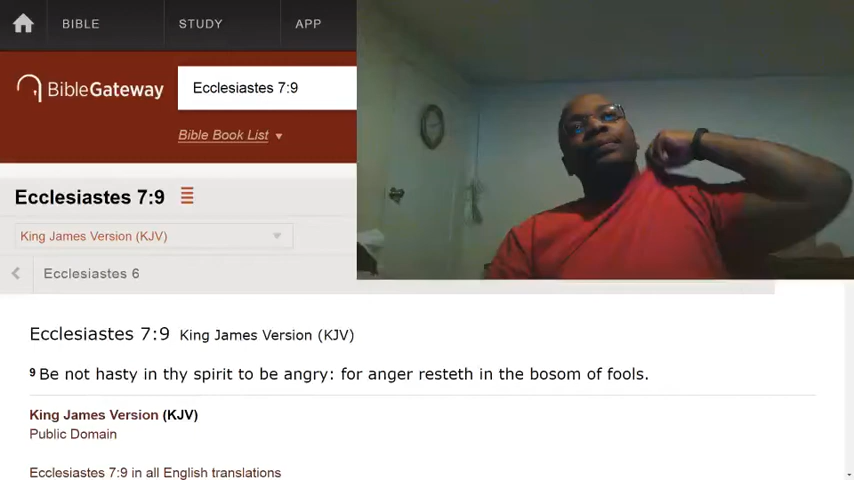 BIBLE STUDY APP
BibleGateway
Ecclesiastes 7:9
Bible Book List
Ecclesiastes 7:9
King James Version (KJV)
Ecclesiastes 6
Ecclesiastes 7:9 King James Version (KJV)
9 Be not hasty in thy spirit to be angry: for anger resteth in the bosom of fools.
King James Version (KJV)
Public Domain
Ecclesiastes 7:9 in all English translations